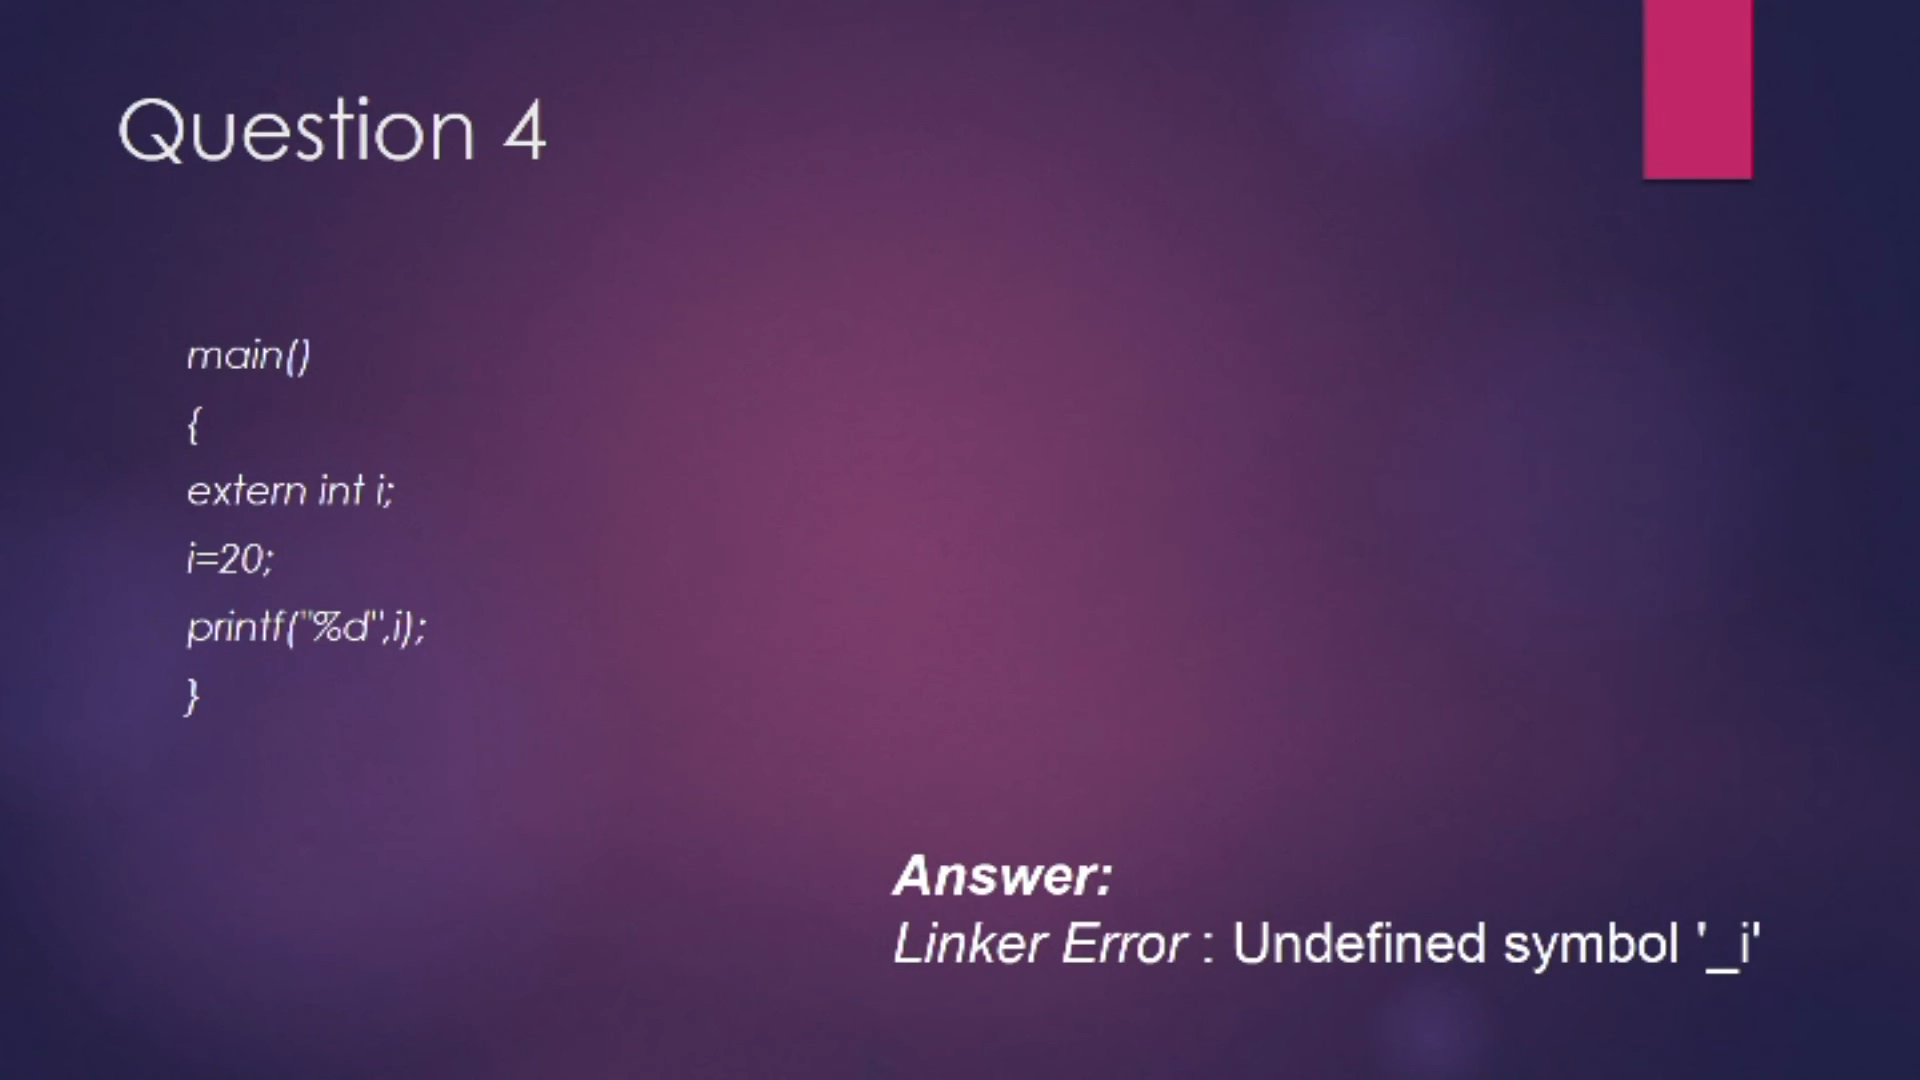 Question 4
main()
{
extern int i;
i=20;
printf("%d",i);
}
Answer:
Linker Error : Undefined symbol '_i'